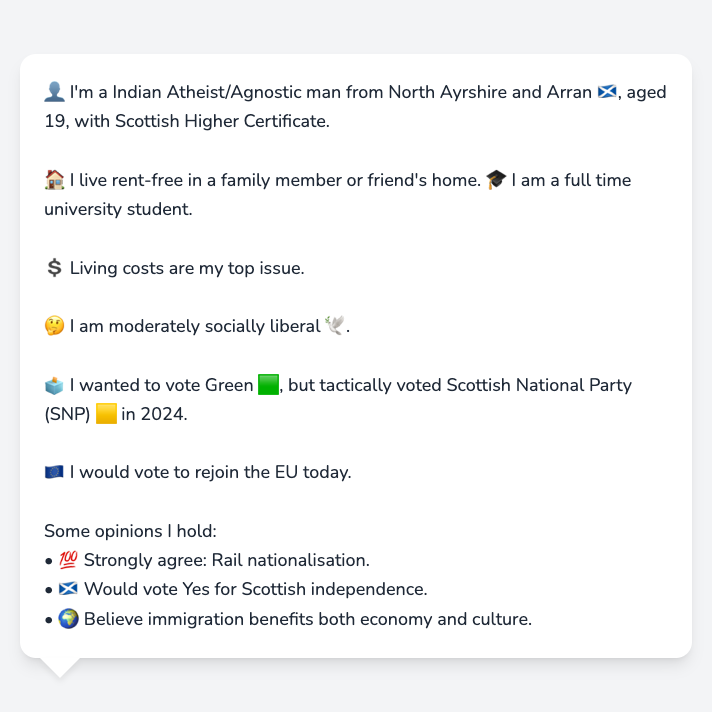 👤 I'm a Indian Atheist/Agnostic man from North Ayrshire and Arran 🏴󠁧󠁢󠁳󠁣󠁴󠁿, aged
19, with Scottish Higher Certificate.
🏠 I live rent-free in a family member or friend's home. 🎓 I am a full time
university student.
💲 Living costs are my top issue.
🤔 I am moderately socially liberal 🕊️.
🗳️ I wanted to vote Green 🟩, but tactically voted Scottish National Party
(SNP) 🟨 in 2024.
🇪🇺 I would vote to rejoin the EU today.
Some opinions I hold:
• 💯 Strongly agree: Rail nationalisation.
• 🏴󠁧󠁢󠁳󠁣󠁴󠁿 Would vote Yes for Scottish independence.
• 🌍 Believe immigration benefits both economy and culture.